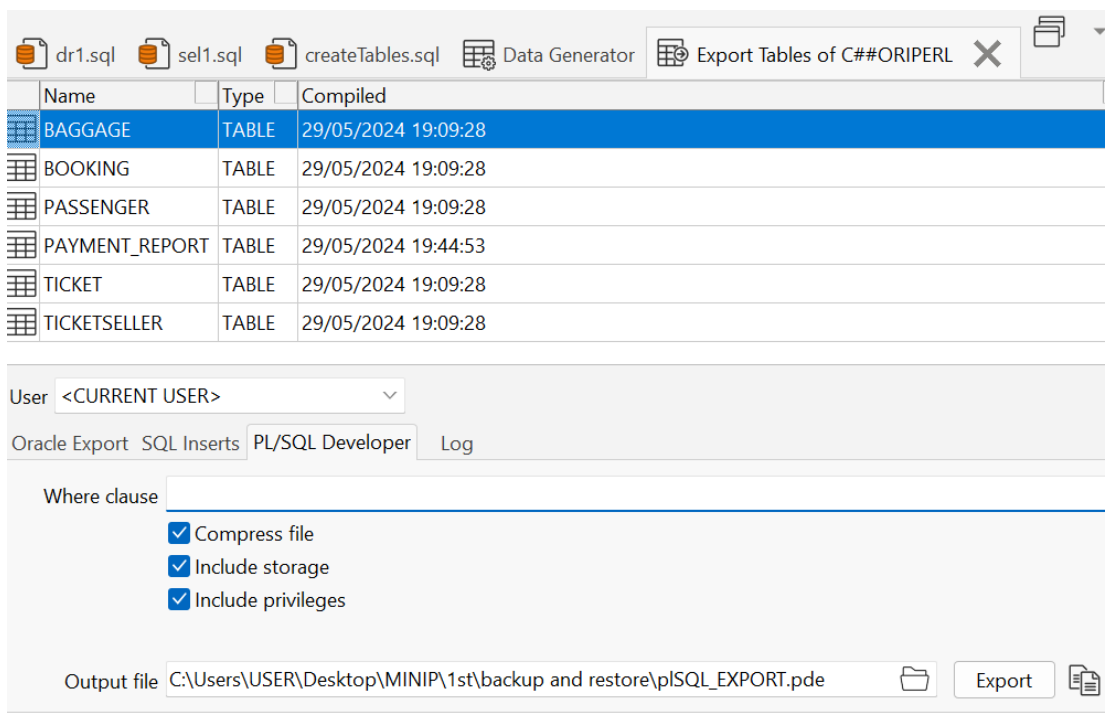 dr1.sql sel1.sql createTables.sql Data Generator Export Tables of C##ORIPERL
Name Type Compiled
BAGGAGE TABLE 29/05/2024 19:09:28
BOOKING TABLE 29/05/2024 19:09:28
PASSENGER TABLE 29/05/2024 19:09:28
PAYMENT_REPORT TABLE 29/05/2024 19:44:53
TICKET TABLE 29/05/2024 19:09:28
TICKETSELLER TABLE 29/05/2024 19:09:28
User <CURRENT USER>
Oracle Export SQL Inserts PL/SQL Developer Log
Where clause
Compress file
Include storage
Include privileges
Output file C:\Users\USER\Desktop\MINIP\1st\backup and restore\plSQL_EXPORT.pde Export